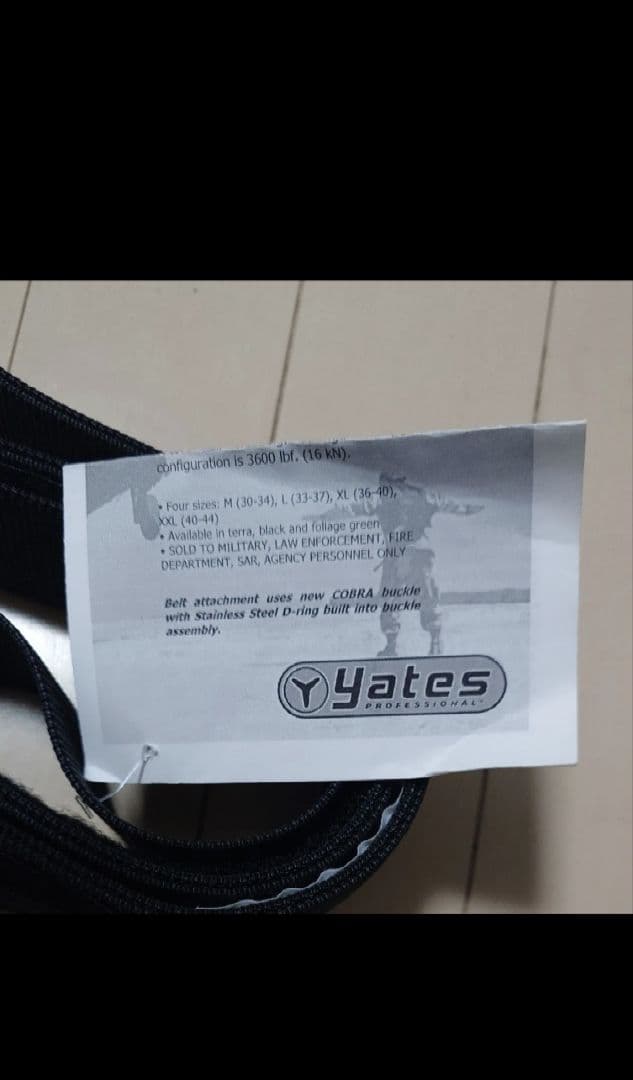 configuration is 3600 lbf. (16 kN).
• Four sizes: M (30-34), L (33-37), XL (36-40),
XXL (40-44)
• Available in terra, black and foliage green
• SOLD TO MILITARY, LAW ENFORCEMENT, FIRE
DEPARTMENT, SAR, AGENCY PERSONNEL ONLY
Belt attachment uses new COBRA buckle
with Stainless Steel D-ring built into buckle
assembly.
Y yates
PROFESSIONAL